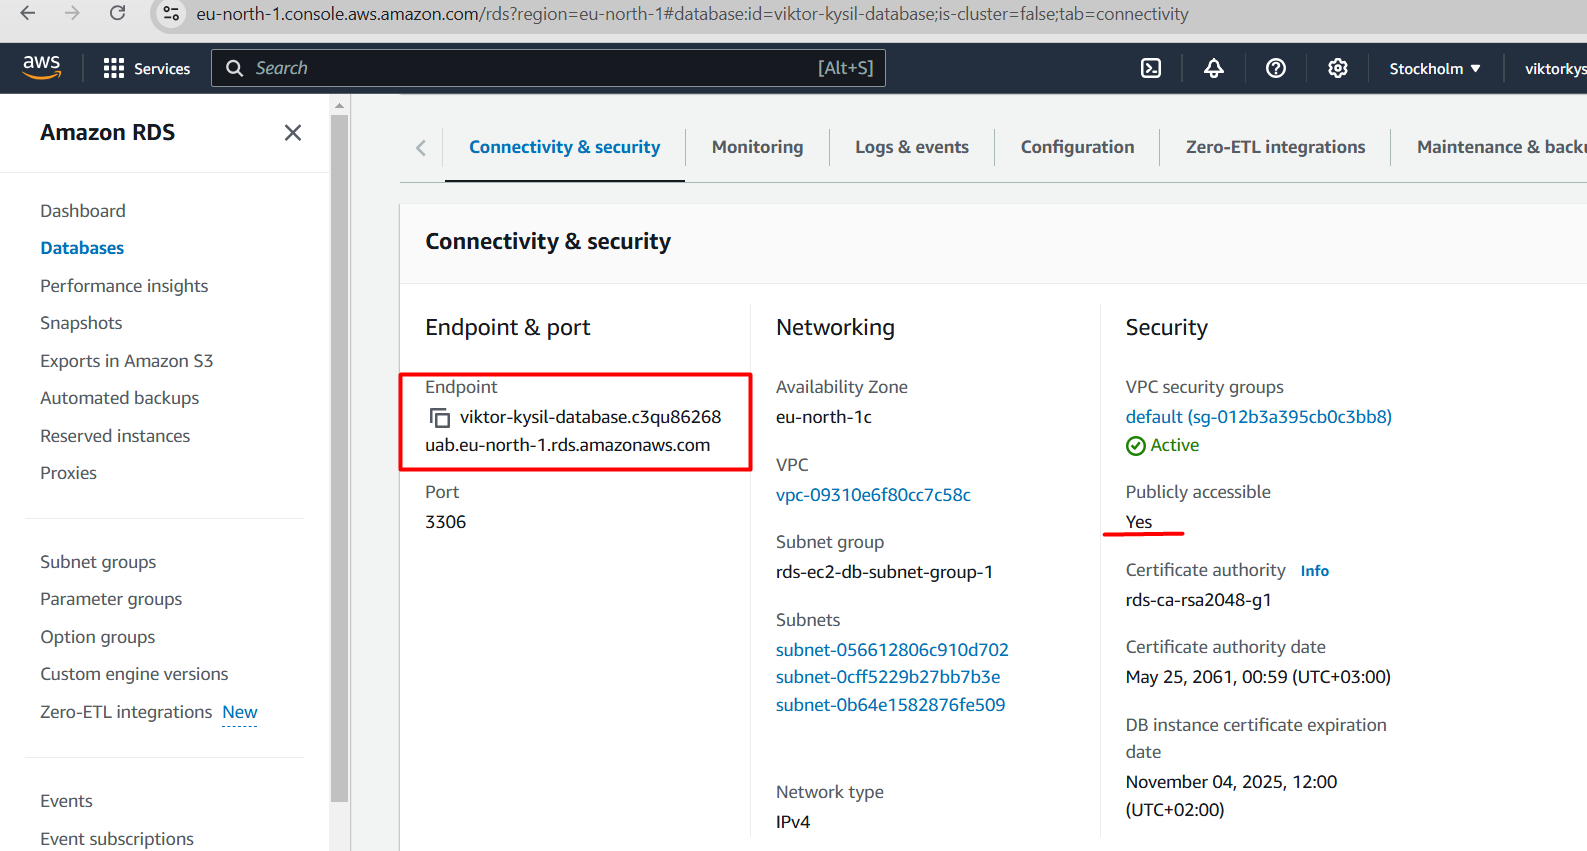 eu-north-1.console.aws.amazon.com/rds?region=eu-north-1#database:id=viktor-kysil-database;is-cluster=false;tab=connectivity
aws
Services
Search
[Alt+S]
Stockholm
viktorkys
Amazon RDS
Dashboard
Databases
Performance insights
Snapshots
Exports in Amazon S3
Automated backups
Reserved instances
Proxies
Subnet groups
Parameter groups
Option groups
Custom engine versions
Zero-ETL integrations New
Events
Event subscriptions
Connectivity & security
Monitoring
Logs & events
Configuration
Zero-ETL integrations
Maintenance & back
Connectivity & security
Endpoint & port
Endpoint
viktor-kysil-database.c3qu86268
uab.eu-north-1.rds.amazonaws.com
Port
3306
Networking
Availability Zone
eu-north-1c
VPC
vpc-09310e6f80cc7c58c
Subnet group
rds-ec2-db-subnet-group-1
Subnets
subnet-056612806c910d702
subnet-0cff5229b27bb7b3e
subnet-0b64e1582876fe509
Network type
IPv4
Security
VPC security groups
default (sg-012b3a395cb0c3bb8)
Active
Publicly accessible
Yes
Certificate authority Info
rds-ca-rsa2048-g1
Certificate authority date
May 25, 2061, 00:59 (UTC+03:00)
DB instance certificate expiration
date
November 04, 2025, 12:00
(UTC+02:00)